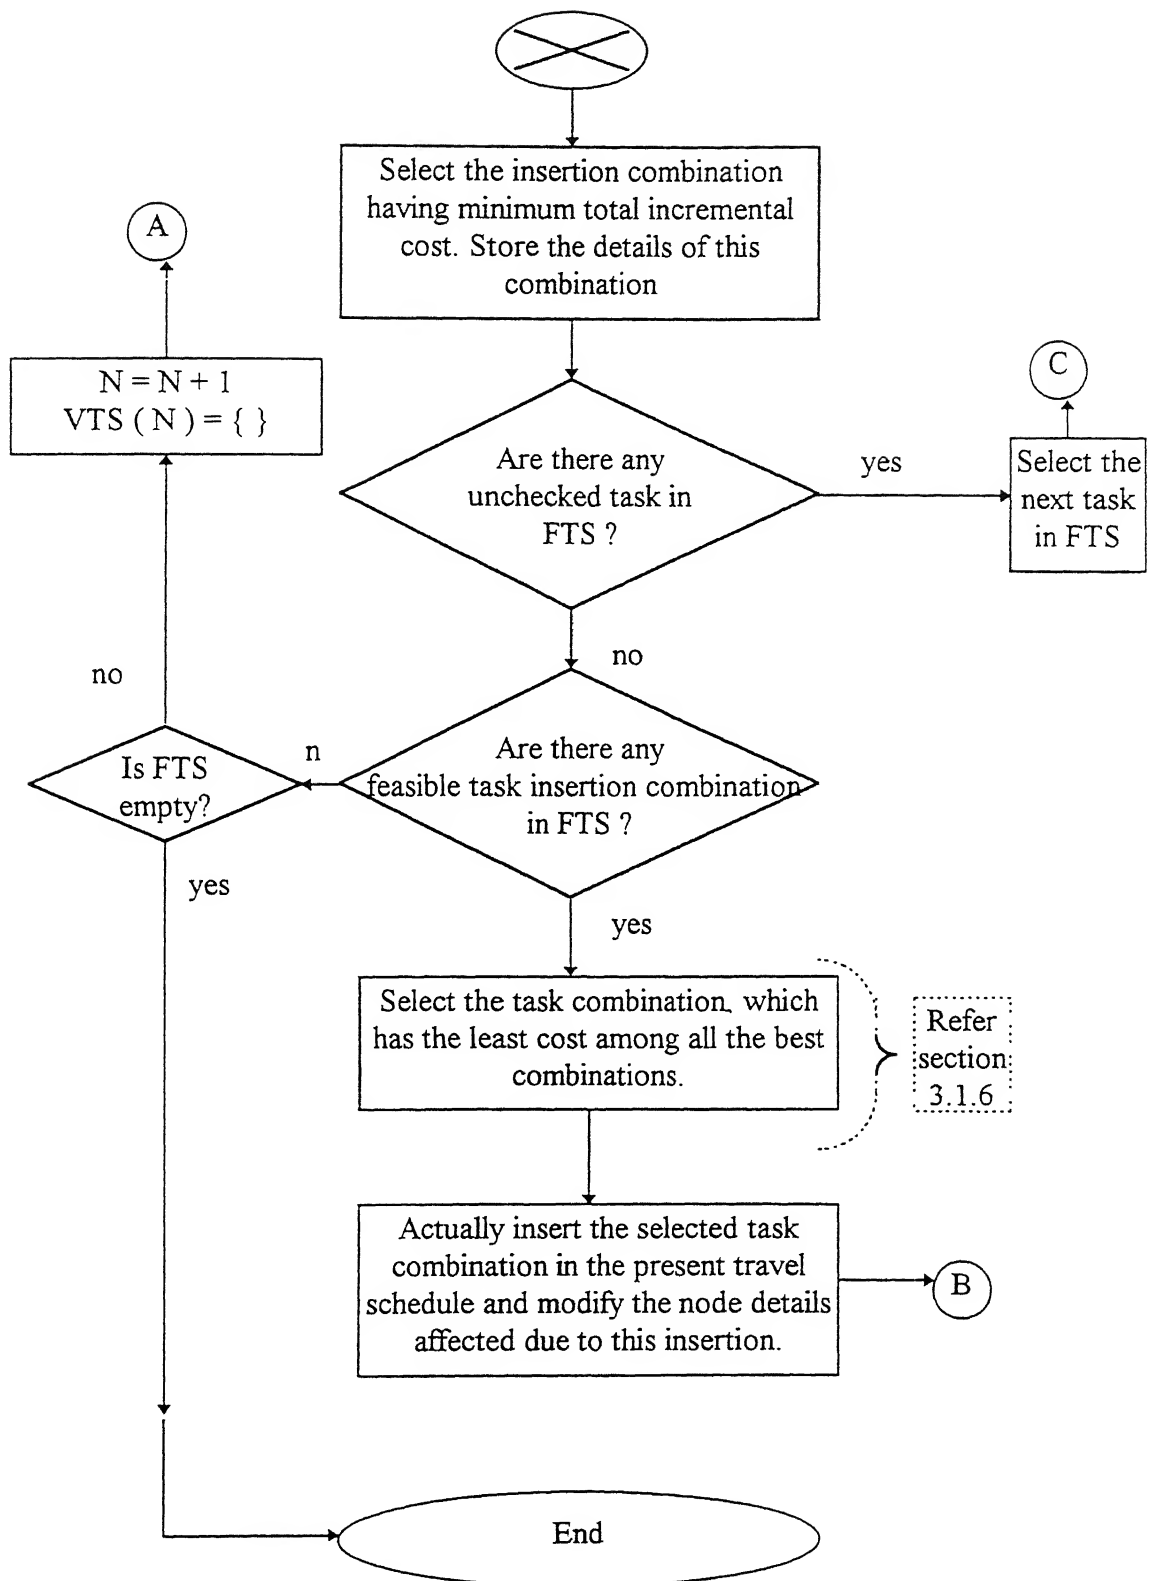 Select the insertion combination
having minimum total incremental
cost. Store the details of this
combination
A
N = N + 1
VTS ( N ) = { }
C
Are there any
unchecked task in
FTS ?
yes
Select the
next task
in FTS
no
no
Is FTS
empty?
n
Are there any
feasible task insertion combination
in FTS ?
yes
yes
Select the task combination, which
has the least cost among all the best
combinations.
Refer
section
3.1.6
Actually insert the selected task
combination in the present travel
schedule and modify the node details
affected due to this insertion.
B
End